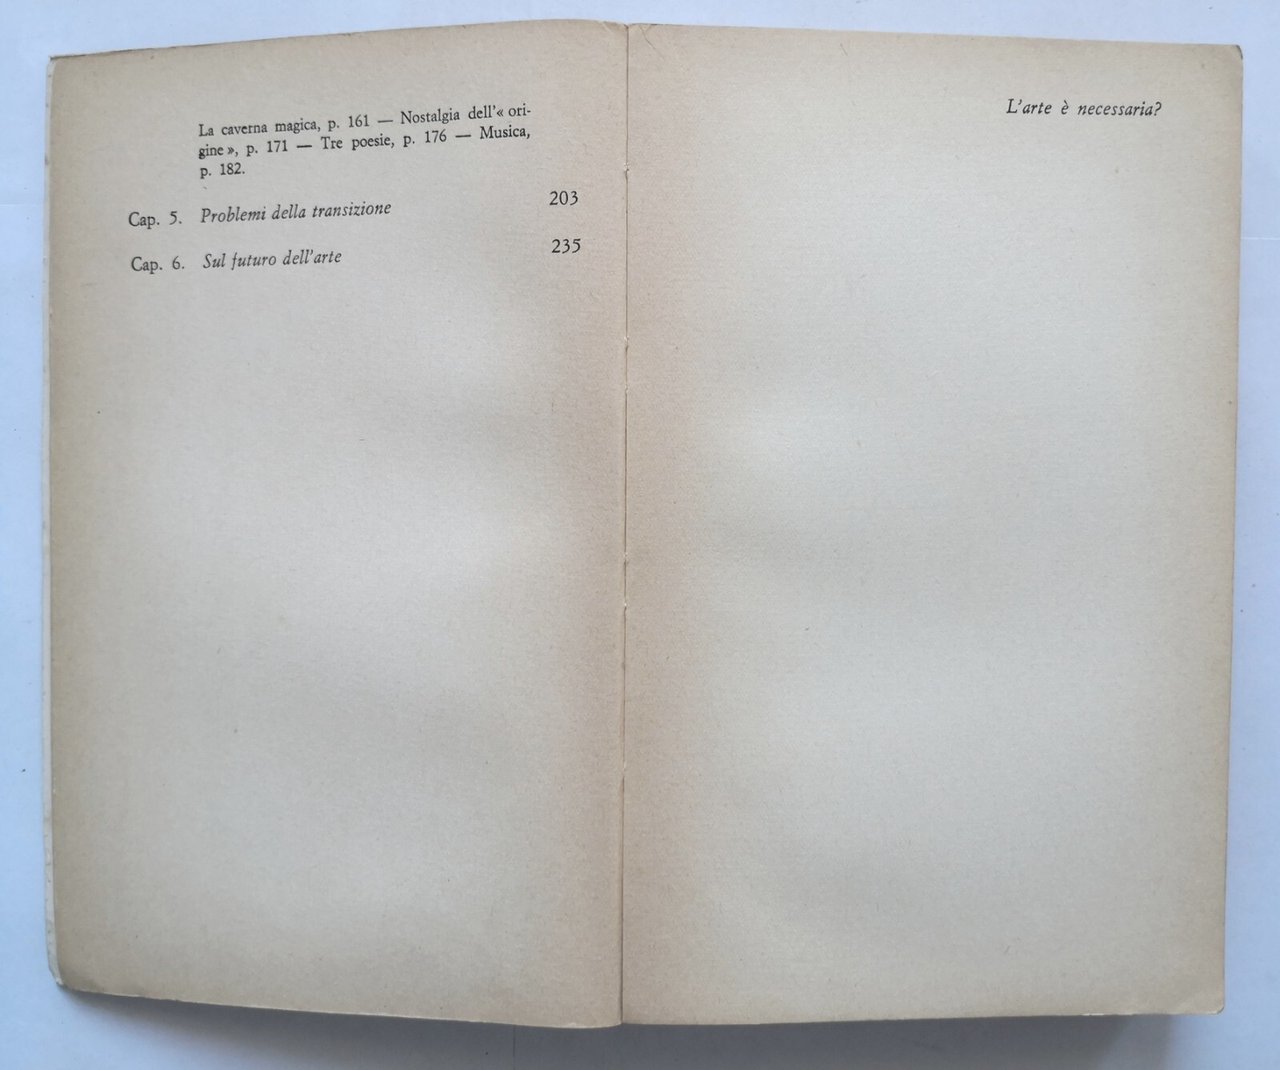 La caverna magica, p. 161 — Nostalgia dell'« ori-
gine », p. 171 — Tre poesie, p. 176 — Musica,
p. 182.
Cap. 5. Problemi della transizione 203
Cap. 6. Sul futuro dell'arte 235
L'arte è necessaria?